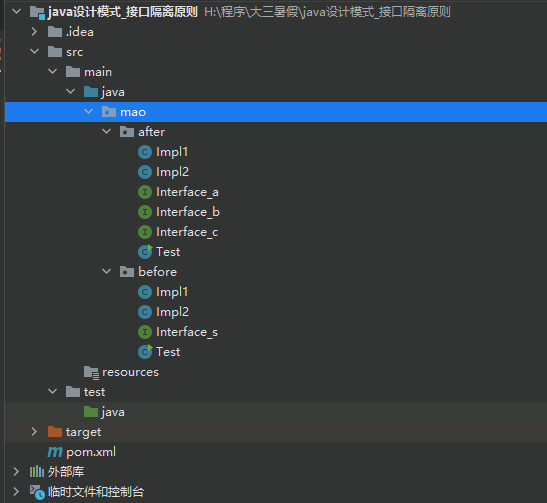 java设计模式_接口隔离原则 H:\程序\大三暑假\java设计模式_接口隔离原则
.idea
src
main
java
mao
after
Impl1
Impl2
Interface_a
Interface_b
Interface_c
Test
before
Impl1
Impl2
Interface_s
Test
resources
test
java
target
pom.xml
外部库
临时文件和控制台